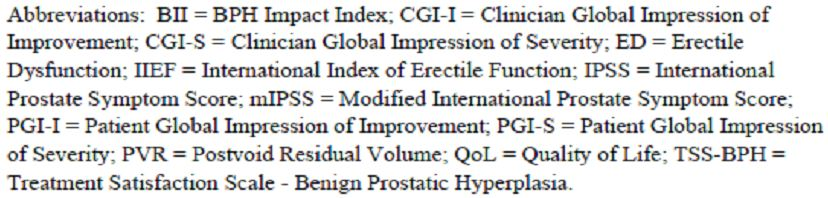 Abbreviations:  BII = BPH Impact Index; CGI-I = Clinician Global Impression of
Improvement; CGI-S = Clinician Global Impression of Severity; ED = Erectile
Dysfunction; IIEF = International Index of Erectile Function; IPSS = International
Prostate Symptom Score; mIPSS = Modified International Prostate Symptom Score;
PGI-I = Patient Global Impression of Improvement; PGI-S = Patient Global Impression
of Severity; PVR = Postvoid Residual Volume; QoL = Quality of Life; TSS-BPH =
Treatment Satisfaction Scale - Benign Prostatic Hyperplasia.